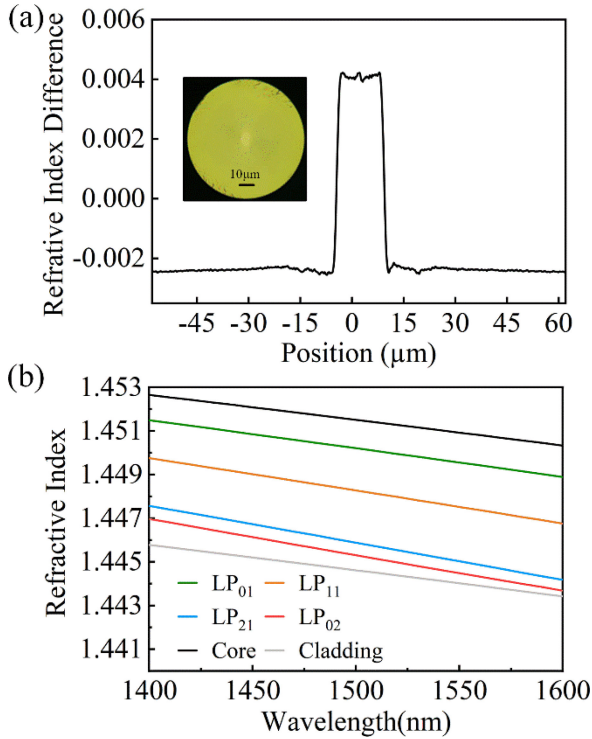 (a)
0.006
0.004
0.002
0.000
-0.002
Refrative Index Difference
10μm
-45 -30 -15 0 15 30 45 60
Position (μm)
(b)
1.453
1.451
1.449
1.447
1.445
1.443
1.441
Refractive Index
LP01 LP11
LP21 LP02
Core Cladding
1400 1450 1500 1550 1600
Wavelength(nm)